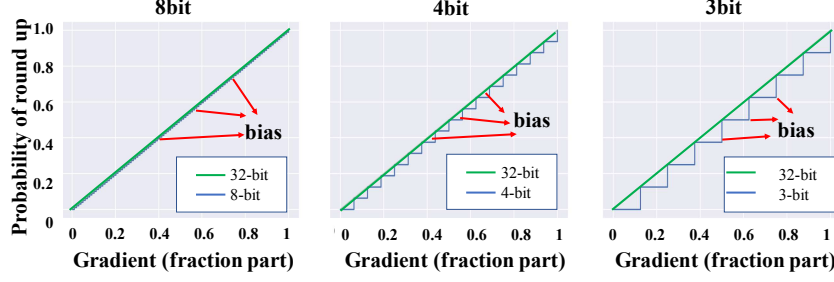 8bit
4bit
3bit
Probability of round up
1.0
0.8
0.6
0.4
0.2
0
bias
32-bit
8-bit
0 0.2 0.4 0.6 0.8 1
Gradient (fraction part)
bias
32-bit
4-bit
0 0.2 0.4 0.6 0.8 1
Gradient (fraction part)
bias
32-bit
3-bit
0 0.2 0.4 0.6 0.8 1
Gradient (fraction part)